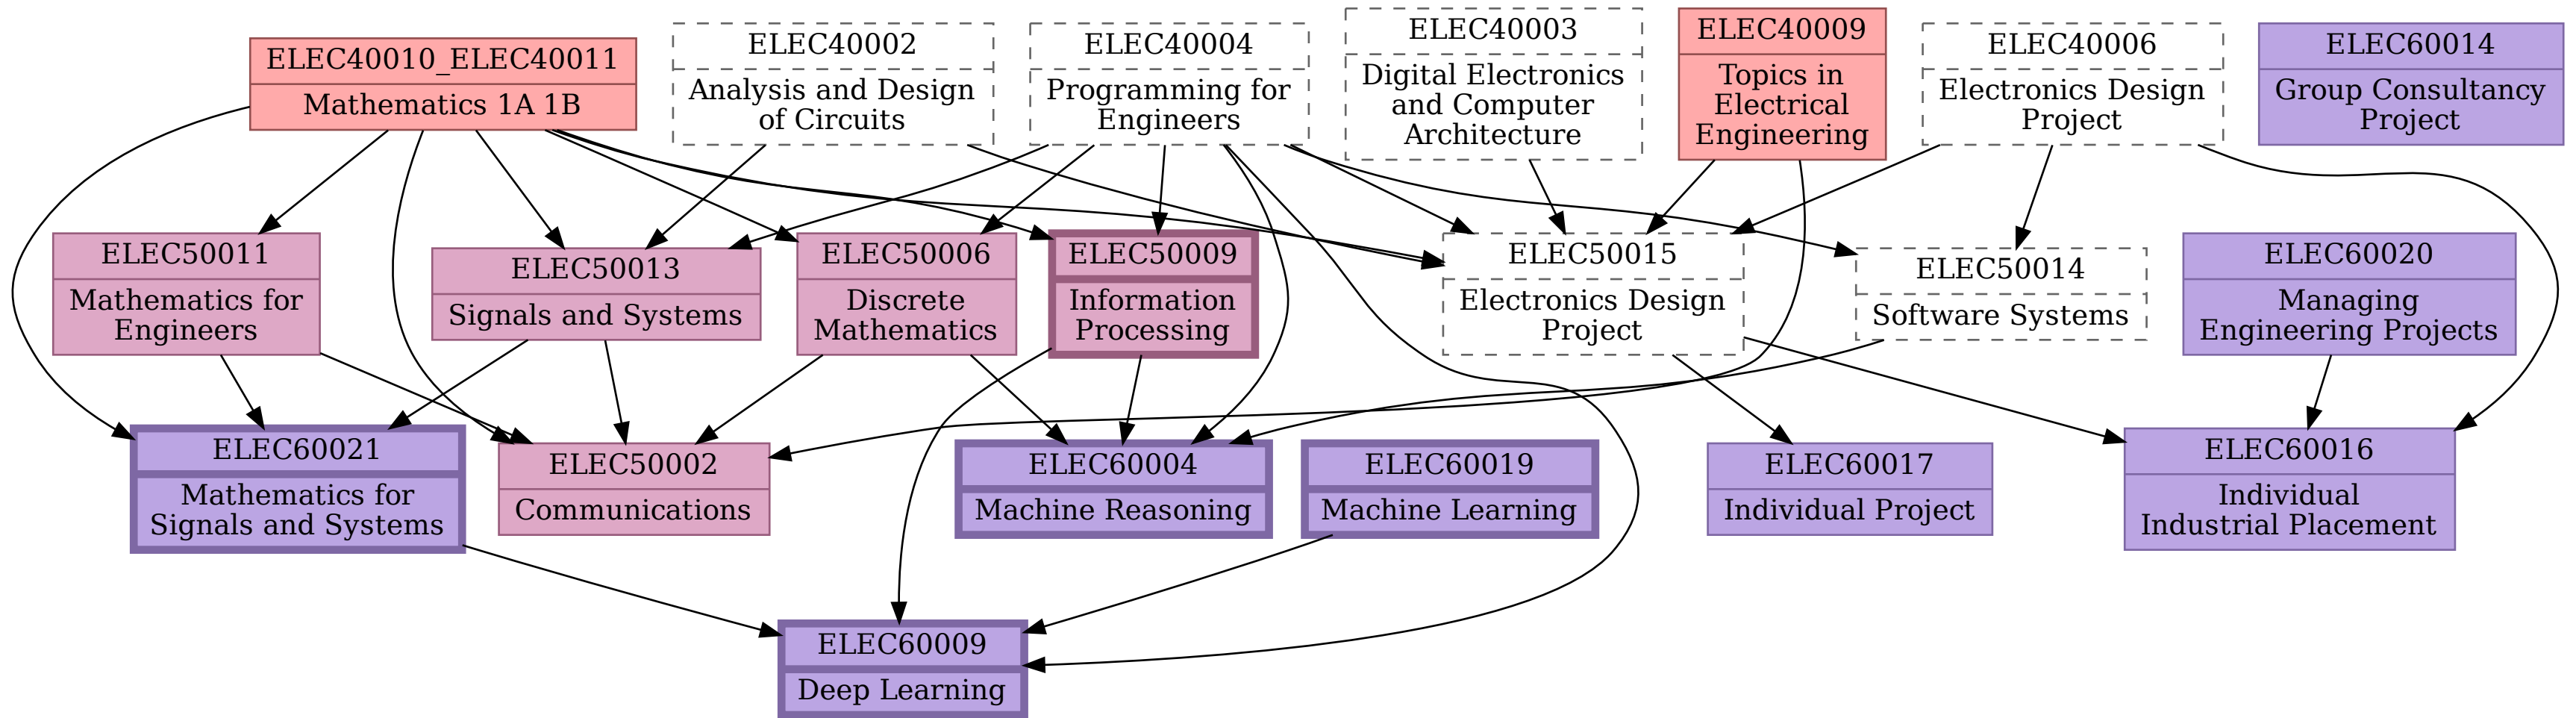 ELEC40010_ELEC40011
Mathematics 1A 1B
ELEC40002
Analysis and Design
of Circuits
ELEC40004
Programming for
Engineers
ELEC40003
Digital Electronics
and Computer
Architecture
ELEC40009
Topics in
Electrical
Engineering
ELEC40006
Electronics Design
Project
ELEC60014
Group Consultancy
Project
ELEC50011
Mathematics for
Engineers
ELEC50013
Signals and Systems
ELEC50006
Discrete
Mathematics
ELEC50009
Information
Processing
ELEC50015
Electronics Design
Project
ELEC50014
Software Systems
ELEC60020
Managing
Engineering Projects
ELEC60021
Mathematics for
Signals and Systems
ELEC50002
Communications
ELEC60004
Machine Reasoning
ELEC60019
Machine Learning
ELEC60017
Individual Project
ELEC60016
Individual
Industrial Placement
ELEC60009
Deep Learning